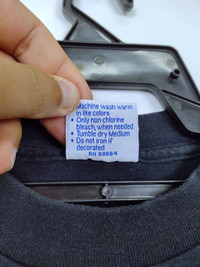 Machine wash warm
in like colors
• Only non chlorine
bleach, when needed
• Tumble dry Medium
• Do not iron if
decorated
RN 88884